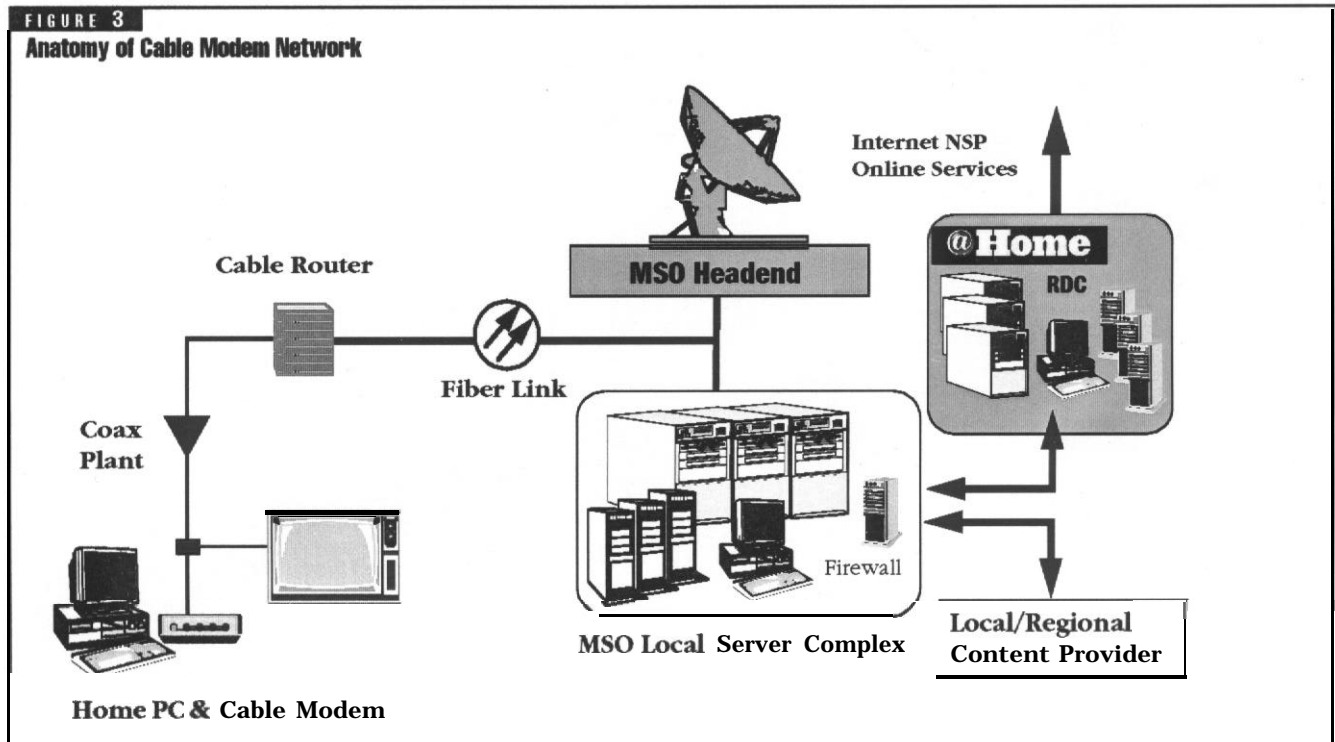 FIGURE 3
Anatomy of Cable Modem Network
Internet NSP
Online Services
@Home
RDC
MSO Headend
Cable Router
Fiber Link
Coax
Plant
Firewall
MSO Local Server Complex
Local/Regional
Content Provider
Home PC & Cable Modem